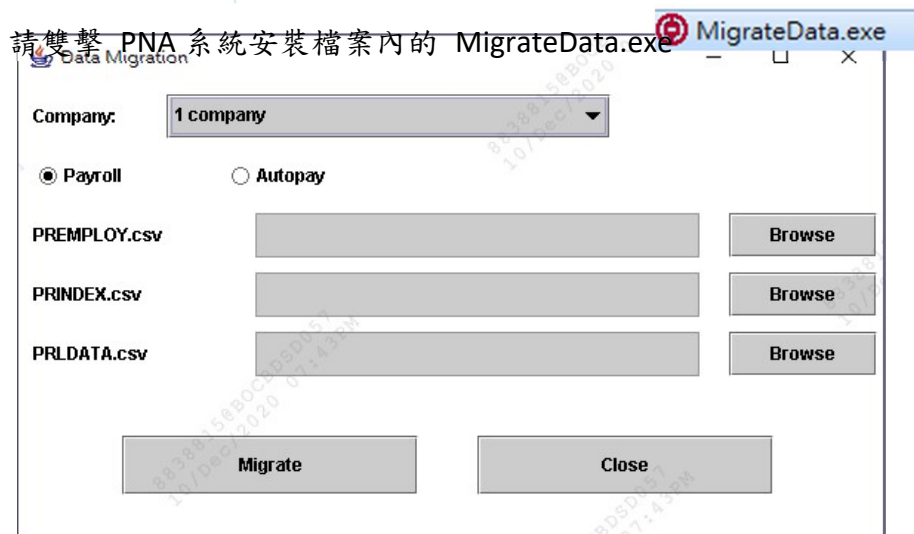 請雙擊 PNA 系統安裝檔案內的 MigrateData.exe
MigrateData.exe
Data Migration
Company: 1 company
Payroll Autopay
PREMPLOY.csv Browse
PRINDEX.csv Browse
PRLDATA.csv Browse
Migrate Close